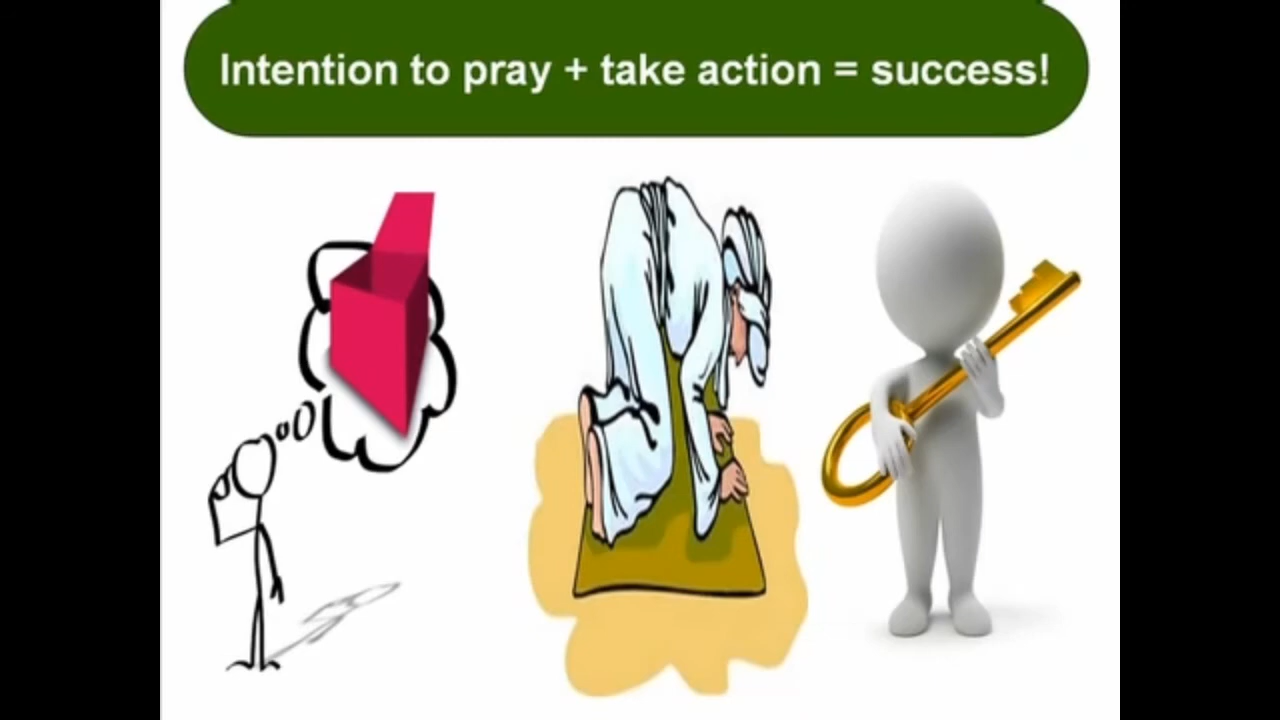 Intention to pray + take action = success!